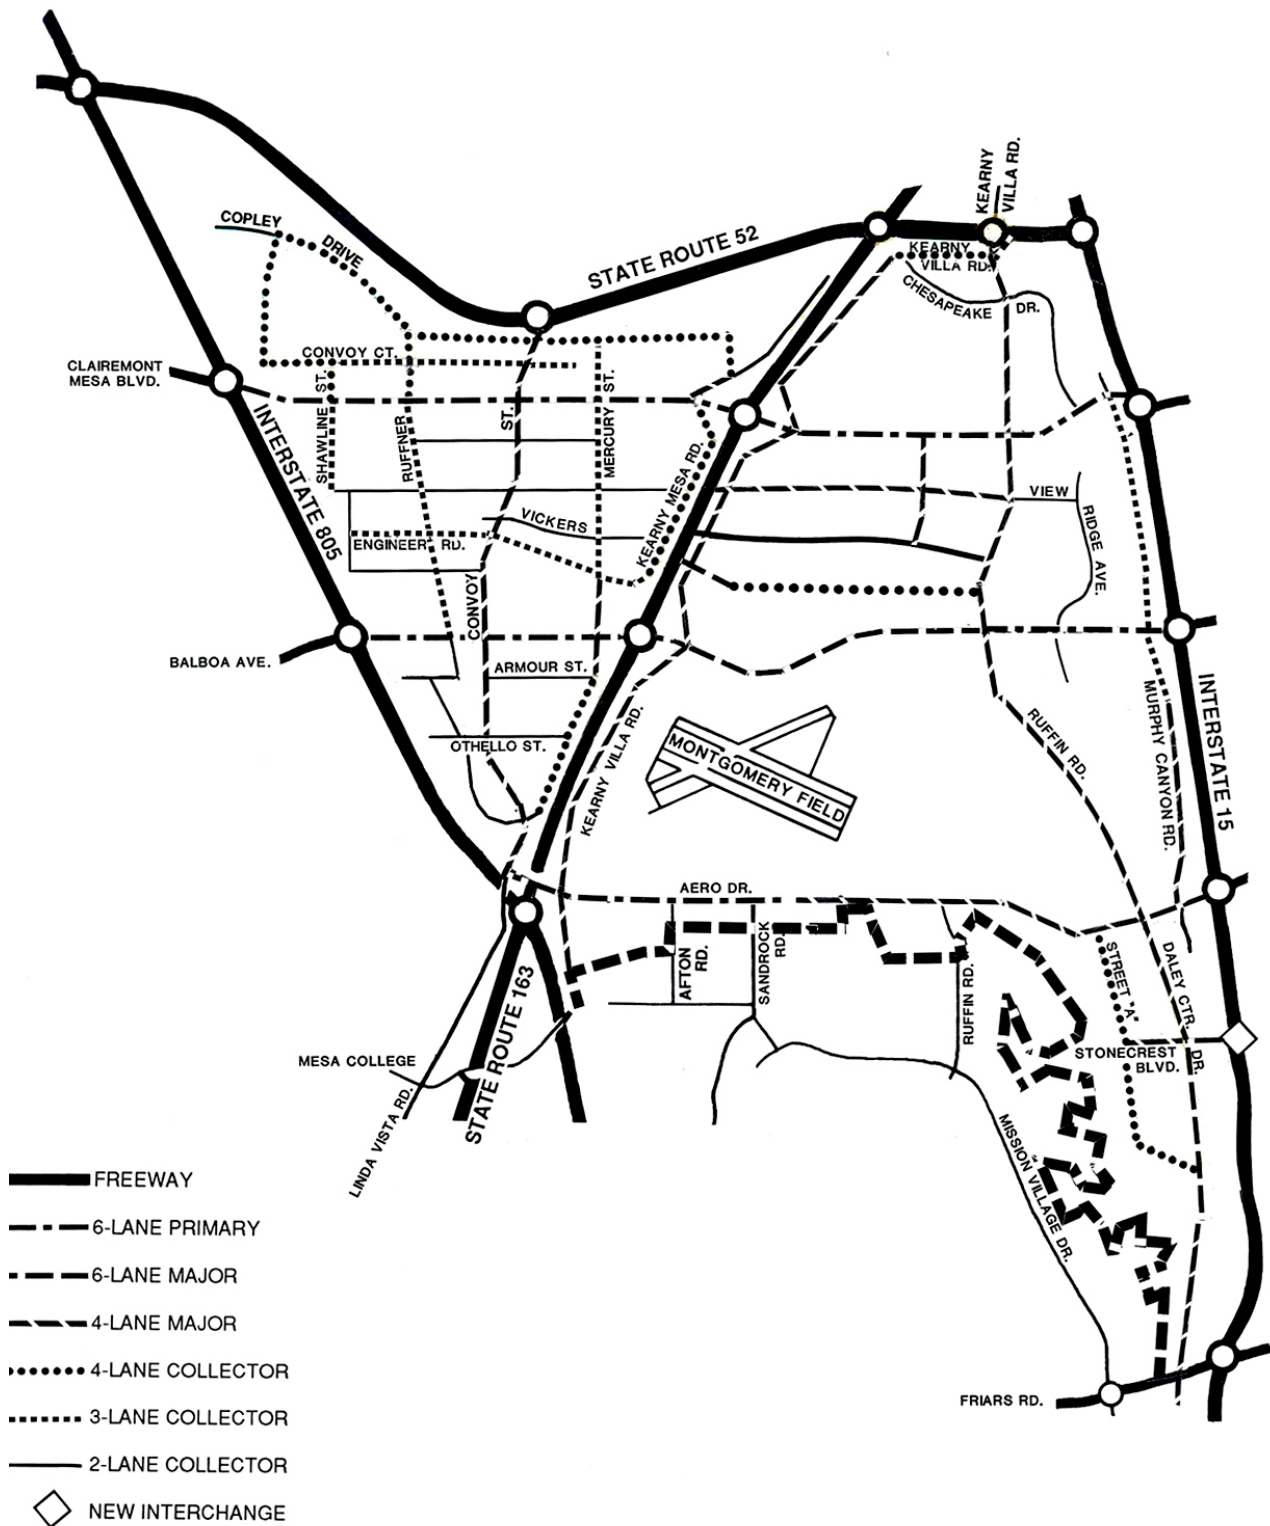 KEARNY
VILLA RD.
COPLEY
DRIVE
STATE ROUTE 52
KEARNY
VILLA RD.
CHESAPEAKE DR.
CONVOY CT.
CLAIREMONT
MESA BLVD.
INTERSTATE 805
SHAWLINE ST.
RUFFNER
ST.
MERCURY ST.
KEARNY MESA RD.
VIEW
RIDGE AVE.
VICKERS
ENGINEER RD.
CONVOY
BALBOA AVE.
ARMOUR ST.
OTHELLO ST.
KEARNY VILLA RD.
MONTGOMERY FIELD
RUFFIN RD.
MURPHY CANYON RD.
INTERSTATE 15
AERO DR.
AFTON
RD.
SANDROCK
RD.
RUFFIN RD.
STREET "A"
DALEY CTR.
DR.
STONECREST
BLVD.
MESA COLLEGE
STATE ROUTE 163
LINDA VISTA RD.
MISSION VILLAGE DR.
FRIARS RD.
FREEWAY
6-LANE PRIMARY
6-LANE MAJOR
4-LANE MAJOR
4-LANE COLLECTOR
3-LANE COLLECTOR
2-LANE COLLECTOR
NEW INTERCHANGE